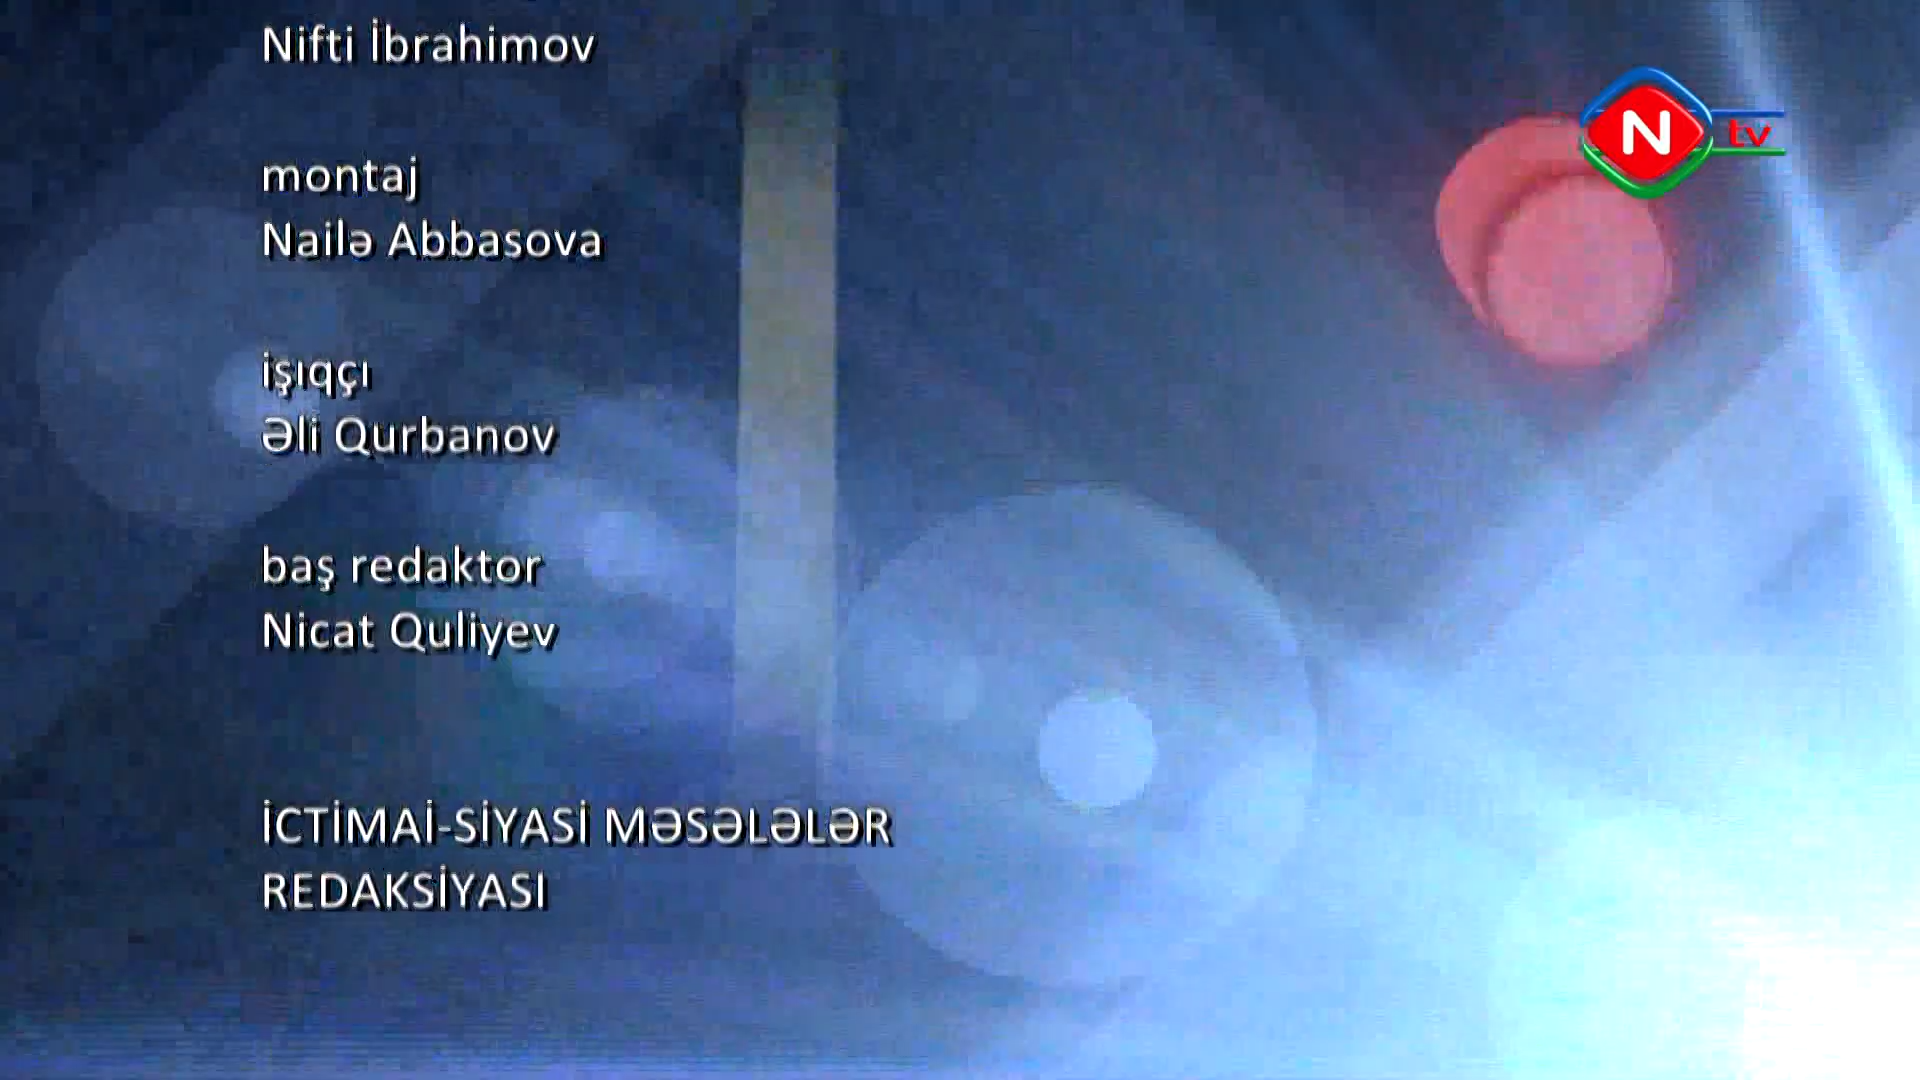 Nifti İbrahimov
N tv
montaj
Nailə Abbasova
işıqçı
Əli Qurbanov
baş redaktor
Nicat Quliyev
İCTİMAİ-SİYASİ MƏSƏLƏLƏR
REDAKSİYASI